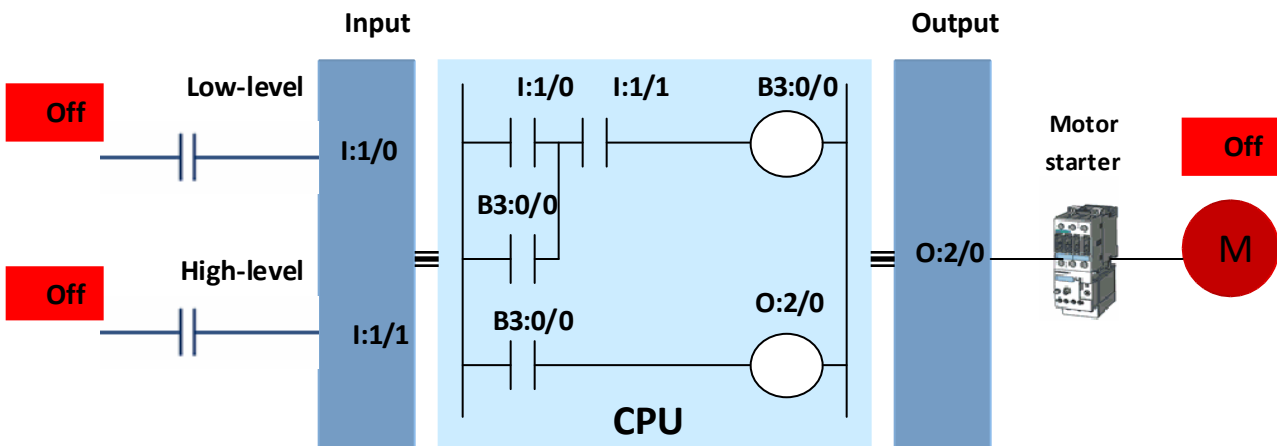 Input
Output
Low-level
Off
I:1/0
I:1/0 I:1/1 B3:0/0
Motor
starter
Off
B3:0/0
High-level
Off
I:1/1
B3:0/0
O:2/0
O:2/0
M
CPU